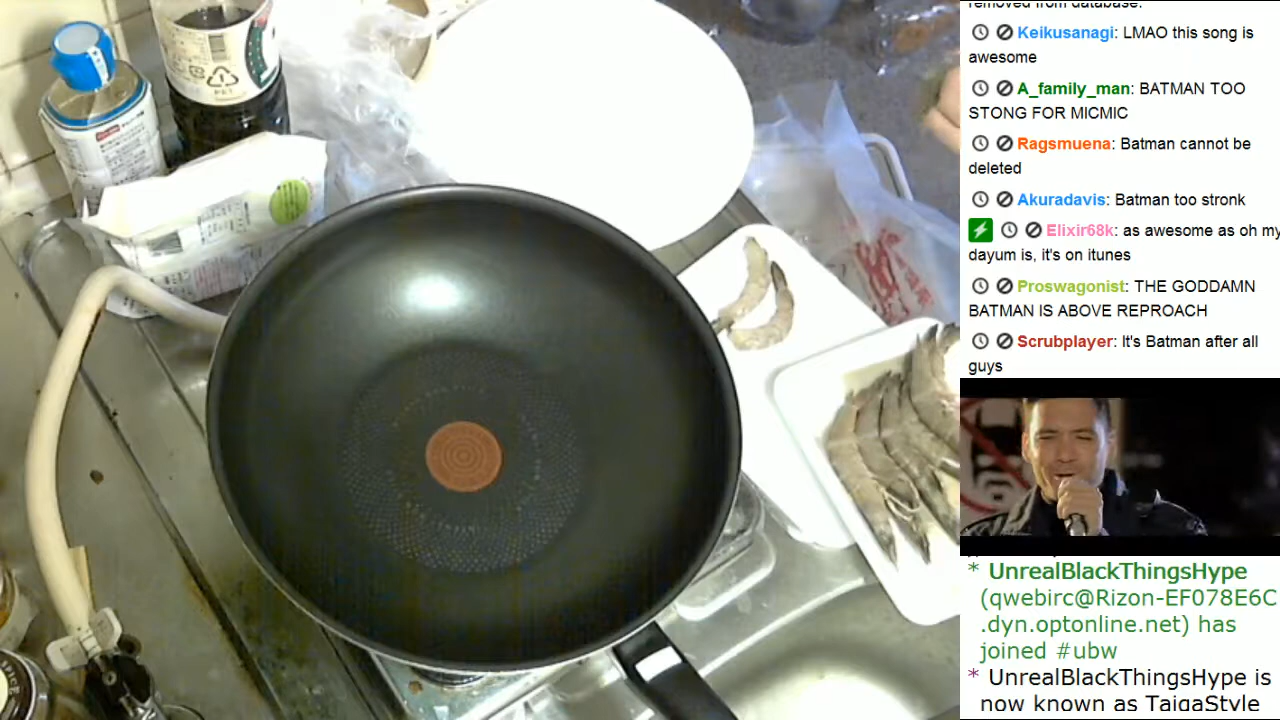 removed from database.
Keikusanagi: LMAO this song is
awesome
A_family_man: BATMAN TOO
STONG FOR MICMIC
Ragsmuena: Batman cannot be
deleted
Akuradavis: Batman too stronk
Elixir68k: as awesome as oh my
dayum is, it's on itunes
Proswagonist: THE GODDAMN
BATMAN IS ABOVE REPROACH
Scrubplayer: It's Batman after all
guys
* UnrealBlackThingsHype
(qwebirc@Rizon-EF078E6C
.dyn.optonline.net) has
joined #ubw
* UnrealBlackThingsHype is
now known as TaigaStyle